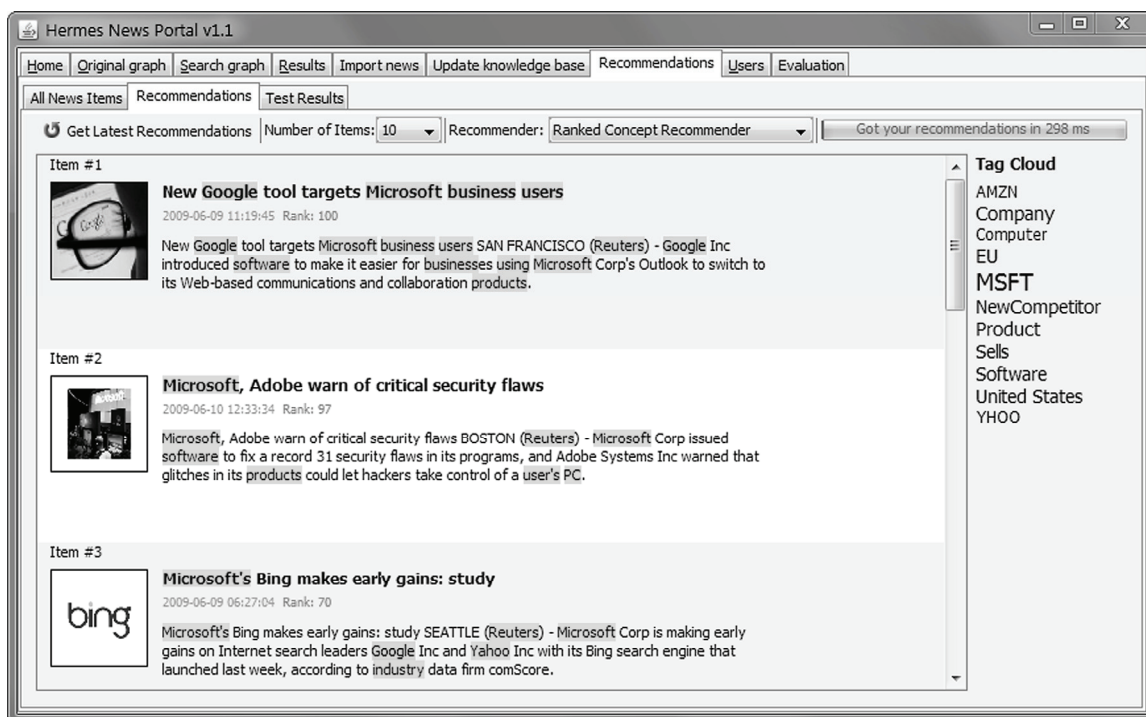 Hermes News Portal v1.1
Home Original graph Search graph Results Import news Update knowledge base Recommendations Users Evaluation
All News Items Recommendations Test Results
Get Latest Recommendations Number of Items: 10 Recommender: Ranked Concept Recommender Got your recommendations in 298 ms
Item #1
Google
New Google tool targets Microsoft business users
2009-06-09 11:19:45 Rank: 100
New Google tool targets Microsoft business users SAN FRANCISCO (Reuters) - Google Inc
introduced software to make it easier for businesses using Microsoft Corp's Outlook to switch to
its Web-based communications and collaboration products.
Item #2
Microsoft
Microsoft, Adobe warn of critical security flaws
2009-06-10 12:33:34 Rank: 97
Microsoft, Adobe warn of critical security flaws BOSTON (Reuters) - Microsoft Corp issued
software to fix a record 31 security flaws in its programs, and Adobe Systems Inc warned that
glitches in its products could let hackers take control of a user's PC.
Item #3
bing
Microsoft's Bing makes early gains: study
2009-06-09 06:27:04 Rank: 70
Microsoft's Bing makes early gains: study SEATTLE (Reuters) - Microsoft Corp is making early
gains on Internet search leaders Google Inc and Yahoo Inc with its Bing search engine that
launched last week, according to industry data firm comScore.
Tag Cloud
AMZN
Company
Computer
EU
MSFT
NewCompetitor
Product
Sells
Software
United States
YHOO